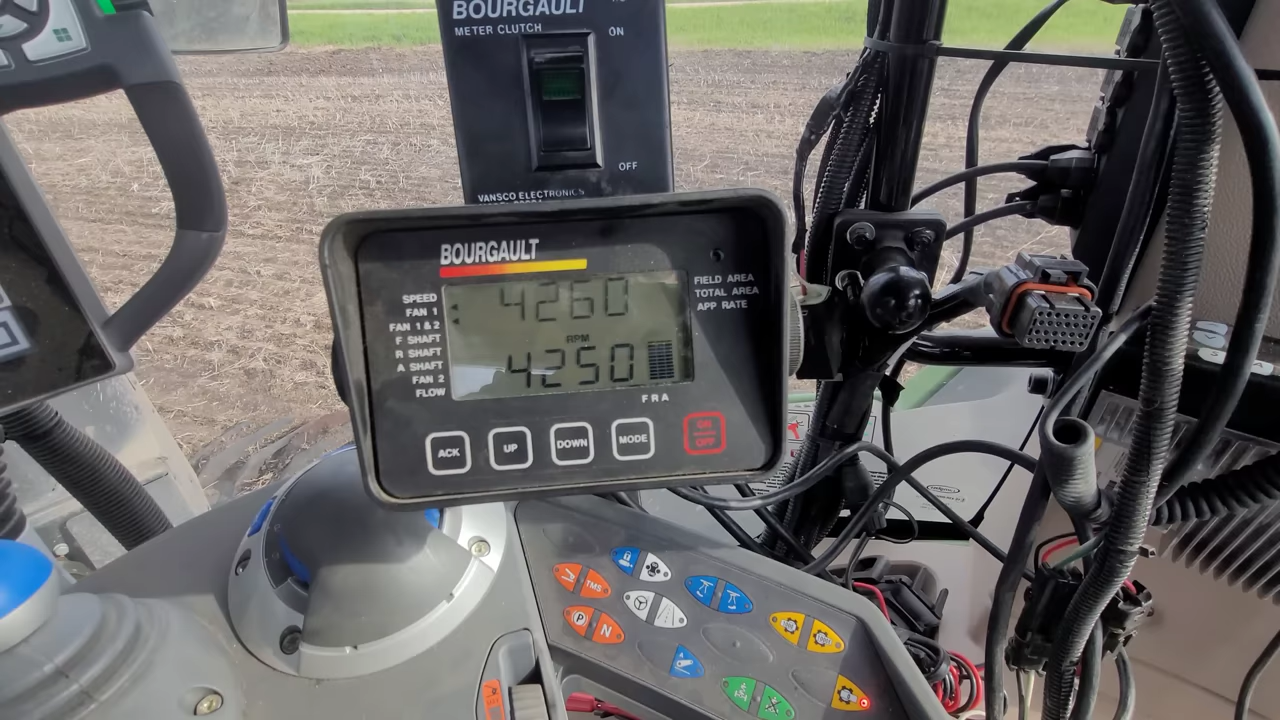 BOURGAULT
METER CLUTCH
ON
OFF
VANSCO ELECTRONICS
BOURGAULT
4260
RPM
4250
SPEED
FAN 1
FAN 1 & 2
F SHAFT
R SHAFT
A SHAFT
FAN 2
FLOW
FIELD AREA
TOTAL AREA
APP RATE
F R A
ACK
UP
DOWN
MODE
ON
OFF
TMS
P
N